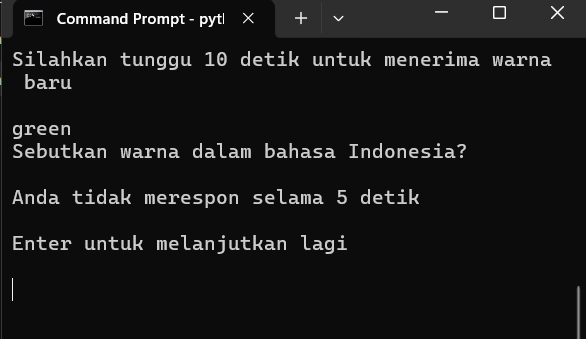 Command Prompt - pyt
Silahkan tunggu 10 detik untuk menerima warna
baru
green
Sebutkan warna dalam bahasa Indonesia?
Anda tidak merespon selama 5 detik
Enter untuk melanjutkan lagi